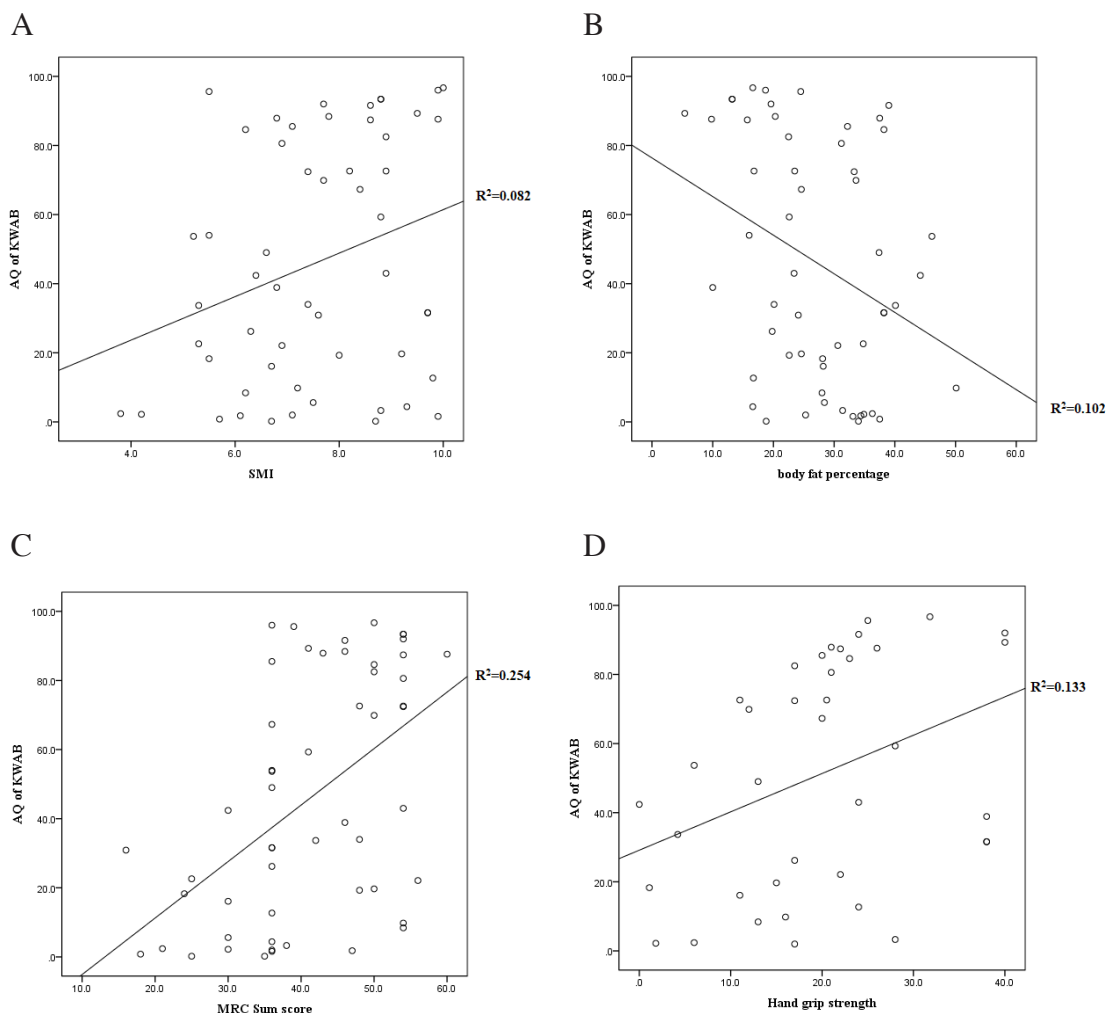 A
100.0
80.0
60.0
40.0
20.0
.0
AQ of KWAB
4.0 6.0 8.0 10.0
SMI
R²=0.082
B
100.0
80.0
60.0
40.0
20.0
.0
AQ of KWAB
.0 10.0 20.0 30.0 40.0 50.0 60.0
body fat percentage
R²=0.102
C
100.0
80.0
60.0
40.0
20.0
.0
AQ of KWAB
10.0 20.0 30.0 40.0 50.0 60.0
MRC Sum score
R²=0.254
D
100.0
80.0
60.0
40.0
20.0
.0
AQ of KWAB
.0 10.0 20.0 30.0 40.0
Hand grip strength
R²=0.133